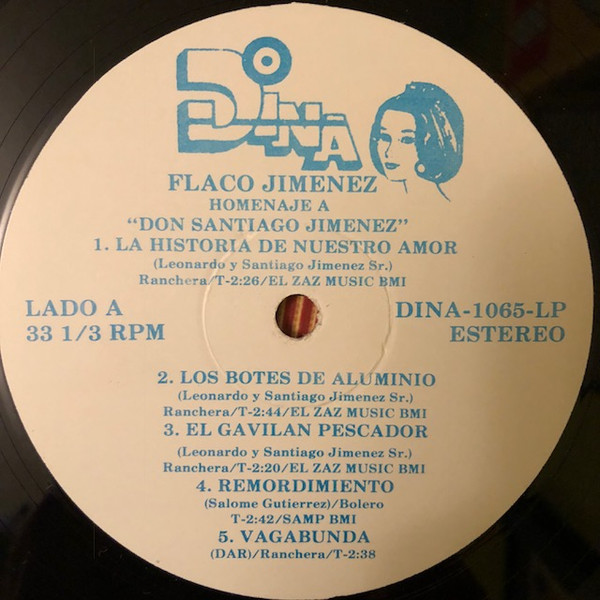 DINA
FLACO JIMENEZ
HOMENAJE A
"DON SANTIAGO JIMENEZ"
1. LA HISTORIA DE NUESTRO AMOR
(Leonardo y Santiago Jimenez Sr.)
Ranchera/T-2:26/EL ZAZ MUSIC BMI
LADO A
33 1/3 RPM
DINA-1065-LP
ESTEREO
2. LOS BOTES DE ALUMINIO
(Leonardo y Santiago Jimenez Sr.)
Ranchera/T-2:44/EL ZAZ MUSIC BMI
3. EL GAVILAN PESCADOR
(Leonardo y Santiago Jimenez Sr.)
Ranchera/T-2:20/EL ZAZ MUSIC BMI
4. REMORDIMIENTO
(Salome Gutierrez)/Bolero
T-2:42/SAMP BMI
5. VAGABUNDA
(DAR)/Ranchera/T-2:38